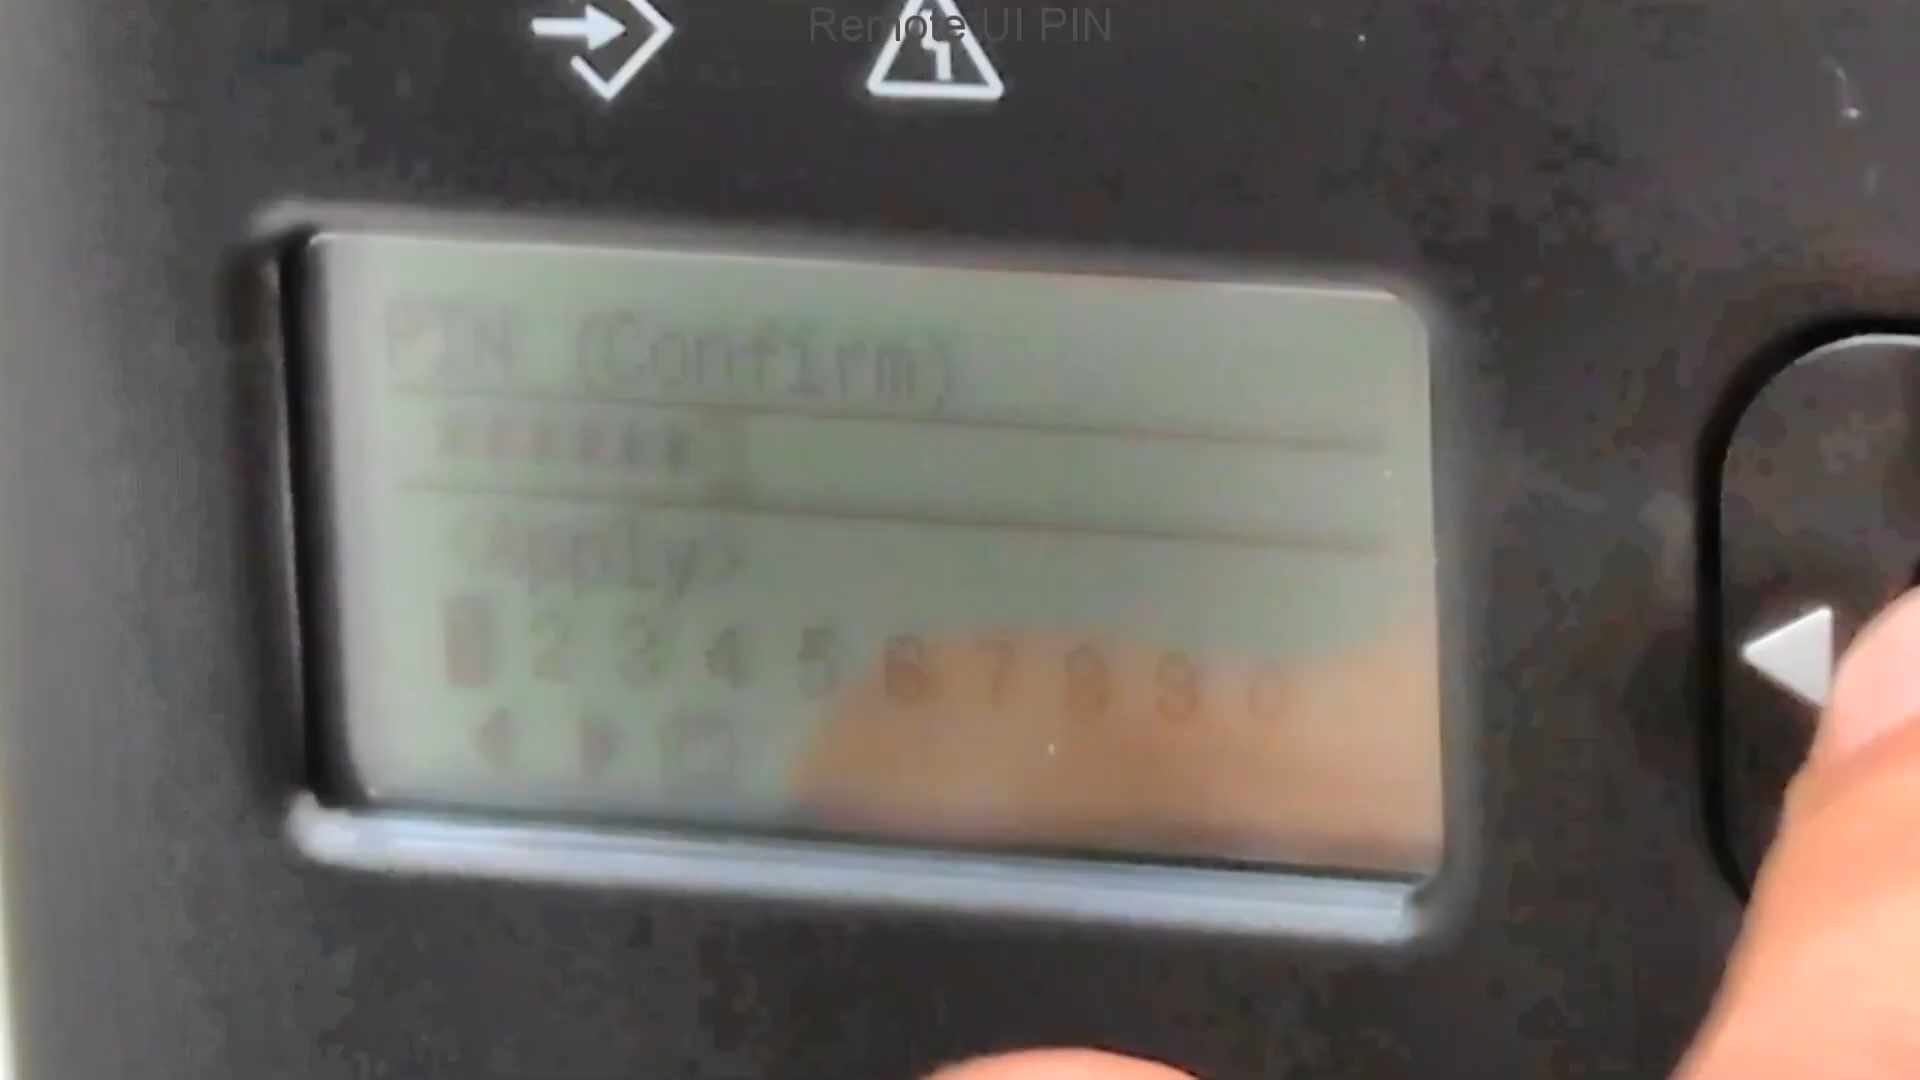 Remote UI PIN
PIN (Confirm)
*******
<Apply>
1 2 3 4 5 6 7 8 9 0